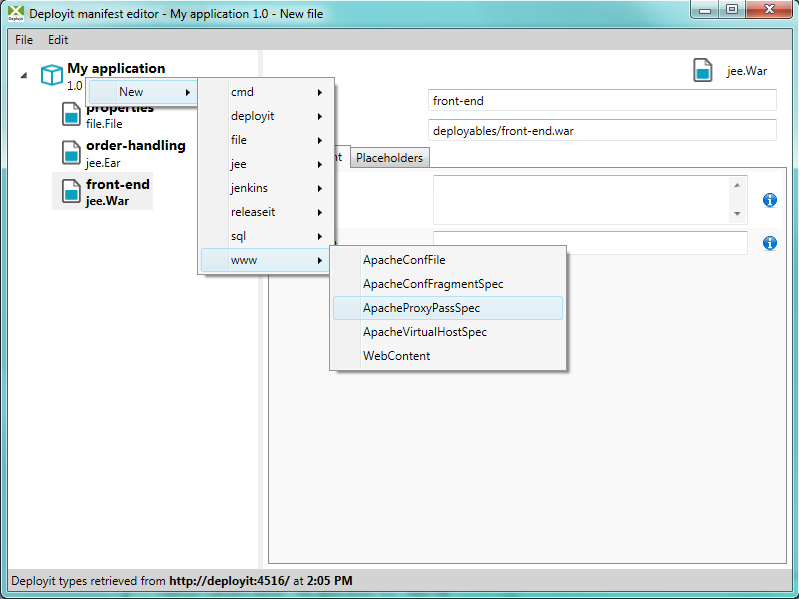 Deployit manifest editor - My application 1.0 - New file
File Edit
My application
1.0
New
properties
file.File
order-handling
jee.Ear
front-end
jee.War
cmd
deployit
file
jee
jenkins
releaseit
sql
www
ApacheConfFile
ApacheConfFragmentSpec
ApacheProxyPassSpec
ApacheVirtualHostSpec
WebContent
jee.War
front-end
deployables/front-end.war
Placeholders
Deployit types retrieved from http://deployit:4516/ at 2:05 PM